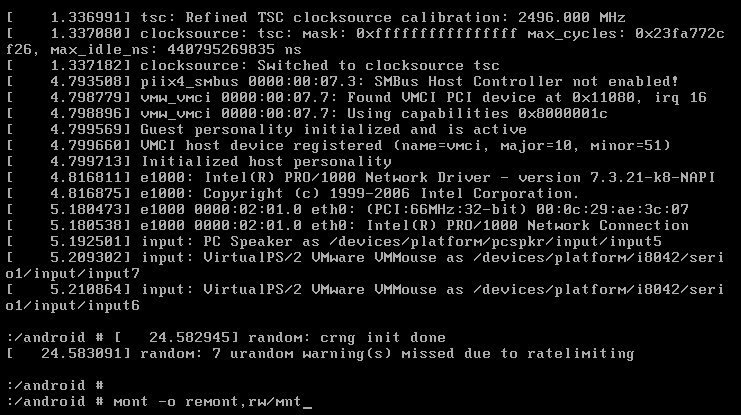 [    1.336991] tsc: Refined TSC clocksource calibration: 2496.000 MHz
[    1.337080] clocksource: tsc: mask: 0xffffffffffffffff max_cycles: 0x23fa772c
f26, max_idle_ns: 440795269835 ns
[    1.337182] clocksource: Switched to clocksource tsc
[    4.793508] piix4_smbus 0000:00:07.3: SMBus Host Controller not enabled!
[    4.798779] vmw_vmci 0000:00:07.7: Found VMCI PCI device at 0x11080, irq 16
[    4.798896] vmw_vmci 0000:00:07.7: Using capabilities 0x8000001c
[    4.799569] Guest personality initialized and is active
[    4.799660] VMCI host device registered (name=vmci, major=10, minor=51)
[    4.799713] Initialized host personality
[    4.816811] e1000: Intel(R) PRO/1000 Network Driver - version 7.3.21-k8-NAPI
[    4.816875] e1000: Copyright (c) 1999-2006 Intel Corporation.
[    5.180473] e1000 0000:02:01.0 eth0: (PCI:66MHz:32-bit) 00:0c:29:ae:3c:07
[    5.180538] e1000 0000:02:01.0 eth0: Intel(R) PRO/1000 Network Connection
[    5.192501] input: PC Speaker as /devices/platform/pcspkr/input/input5
[    5.209302] input: VirtualPS/2 VMware VMMouse as /devices/platform/i8042/seri
o1/input/input7
[    5.210864] input: VirtualPS/2 VMware VMMouse as /devices/platform/i8042/seri
o1/input/input6
:/android # [   24.582945] random: crng init done
[   24.583091] random: 7 urandom warning(s) missed due to ratelimiting
:/android #
:/android # mont -o remont,rw/mnt_